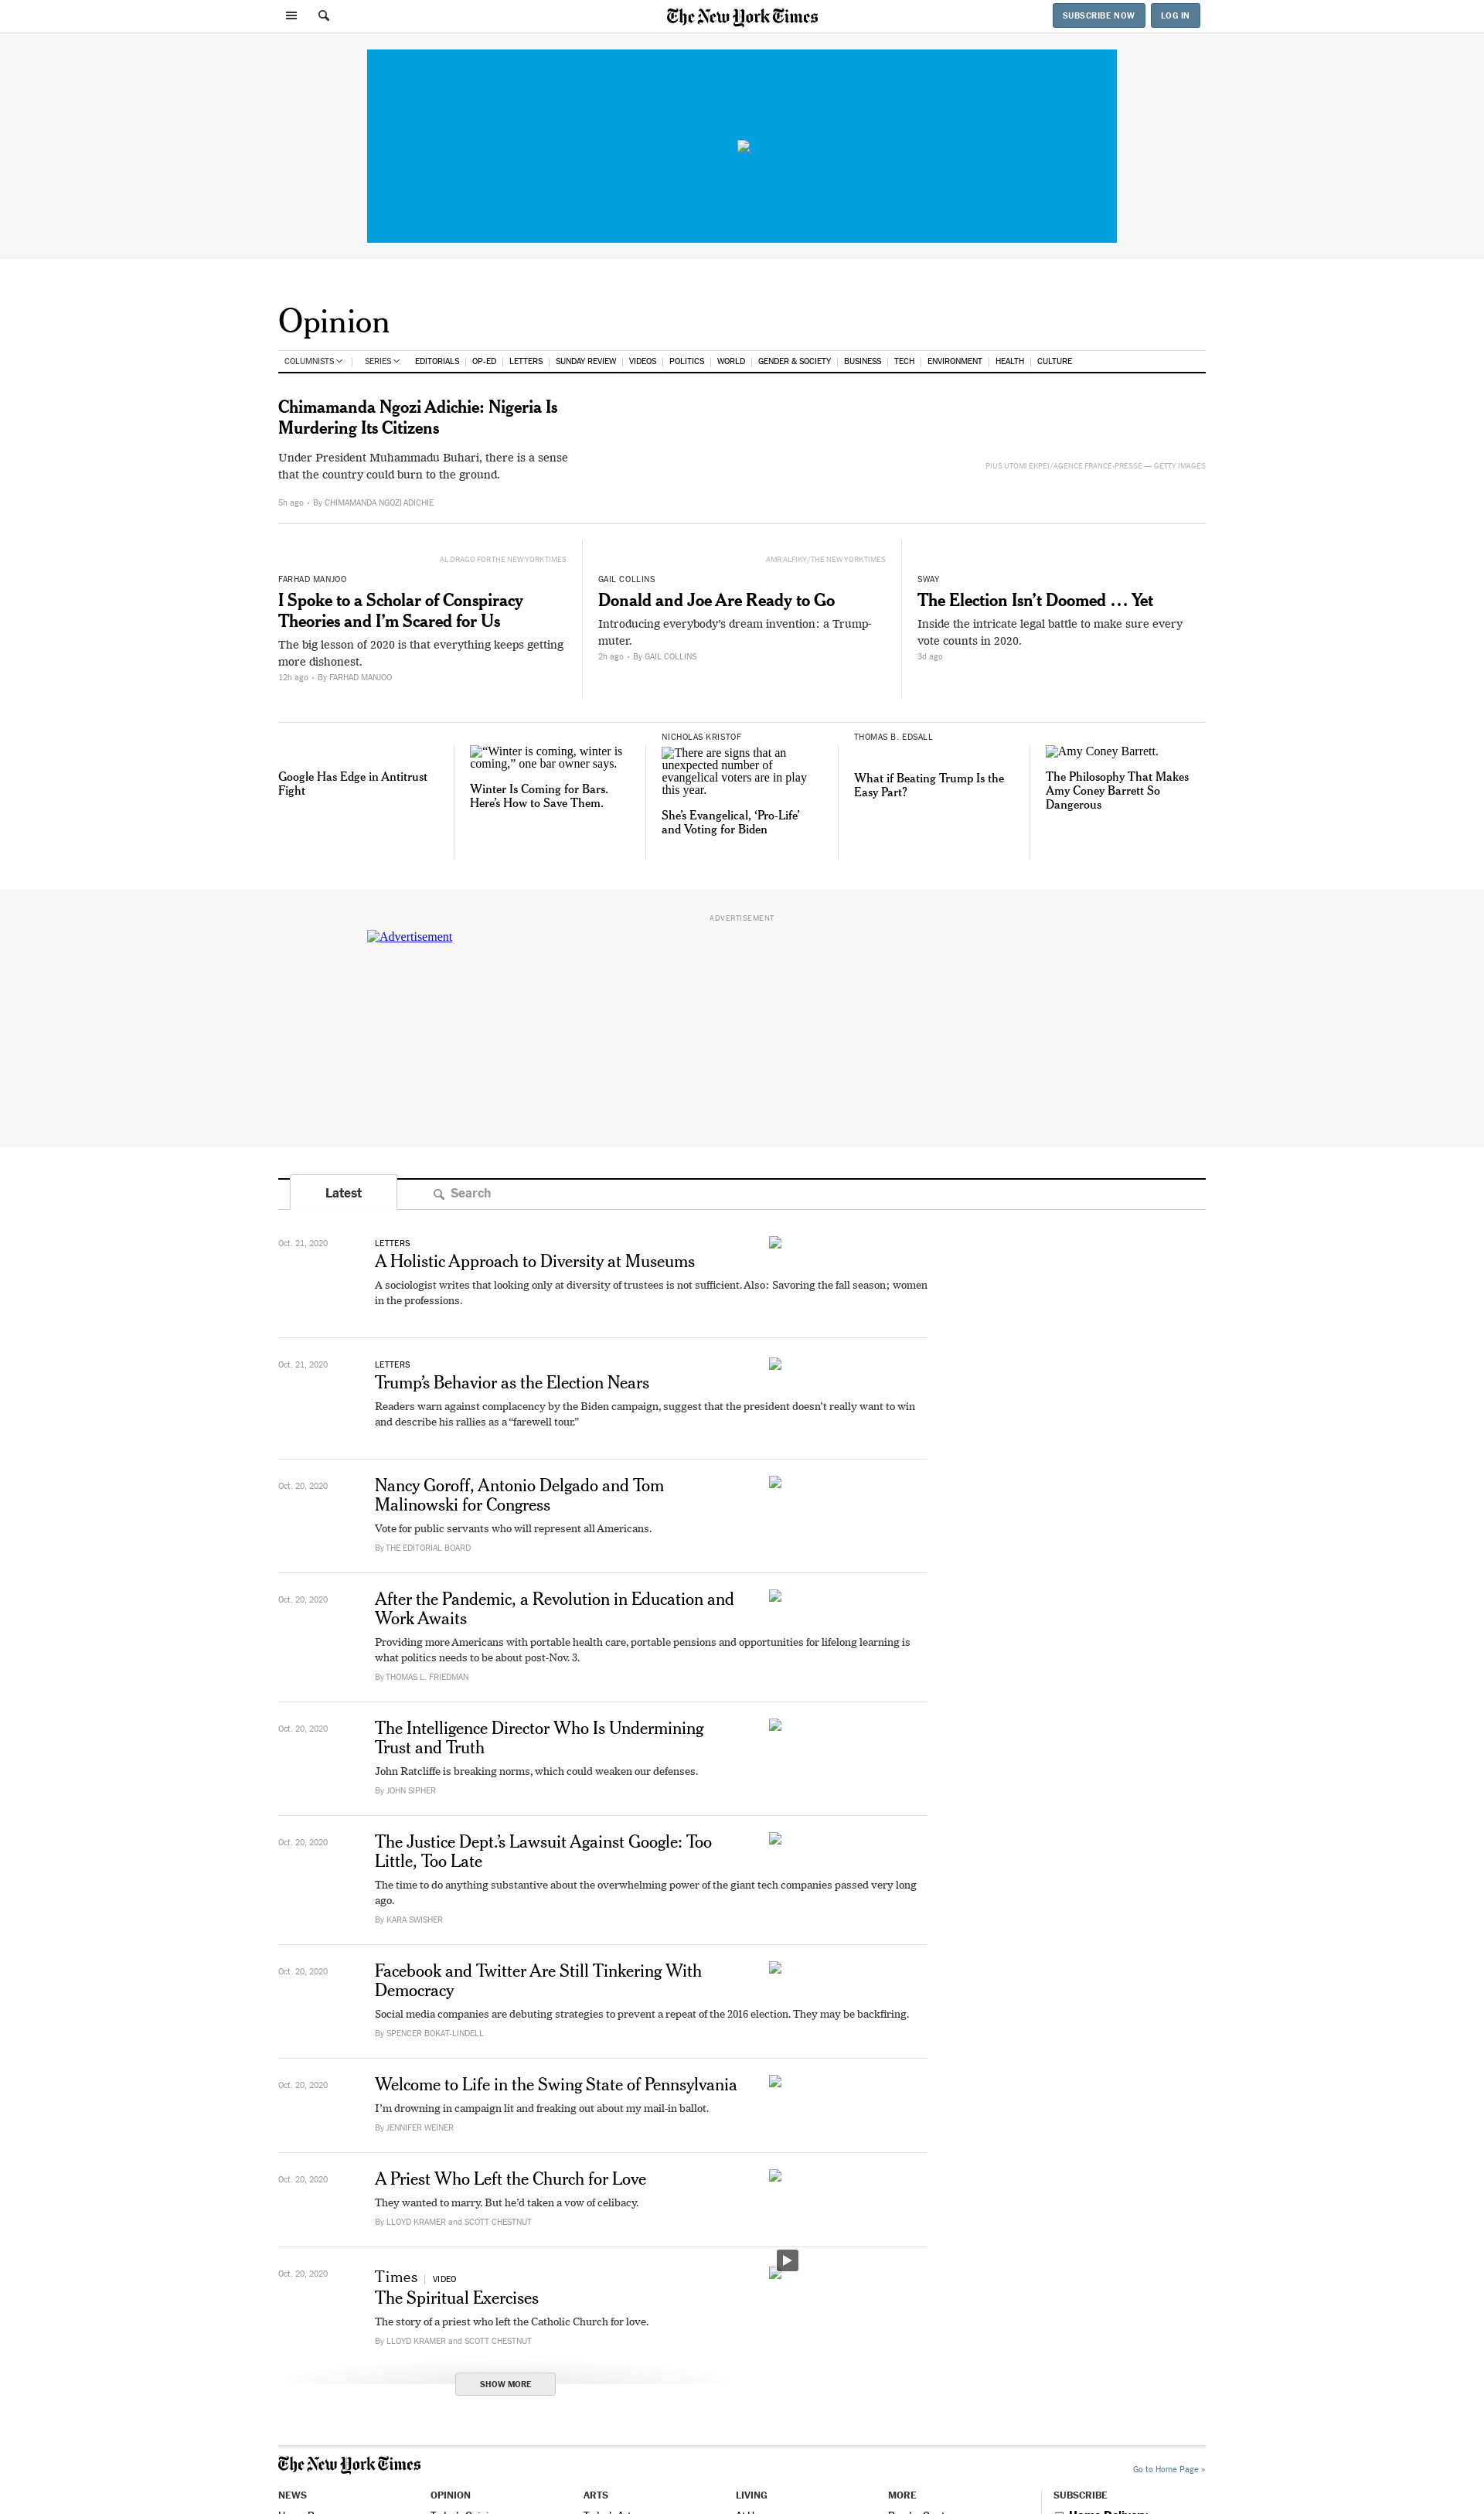 The New York Times
SUBSCRIBE NOW
LOG IN
Opinion
COLUMNISTS
SERIES
EDITORIALS
OP-ED
LETTERS
SUNDAY REVIEW
VIDEOS
POLITICS
WORLD
GENDER & SOCIETY
BUSINESS
TECH
ENVIRONMENT
HEALTH
CULTURE
Chimamanda Ngozi Adichie: Nigeria Is
Murdering Its Citizens
Under President Muhammadu Buhari, there is a sense
that the country could burn to the ground.
5h ago • By CHIMAMANDA NGOZI ADICHIE
PIUS UTOMI EKPEI/AGENCE FRANCE-PRESSE — GETTY IMAGES
AL DRAGO FOR THE NEW YORK TIMES
FARHAD MANJOO
I Spoke to a Scholar of Conspiracy
Theories and I’m Scared for Us
The big lesson of 2020 is that everything keeps getting
more dishonest.
12h ago • By FARHAD MANJOO
AMR ALFIKY/THE NEW YORK TIMES
GAIL COLLINS
Donald and Joe Are Ready to Go
Introducing everybody’s dream invention: a Trump-
muter.
2h ago • By GAIL COLLINS
SWAY
The Election Isn’t Doomed … Yet
Inside the intricate legal battle to make sure every
vote counts in 2020.
3d ago
Google Has Edge in Antitrust
Fight
“Winter is coming, winter is
coming,” one bar owner says.
Winter Is Coming for Bars.
Here’s How to Save Them.
NICHOLAS KRISTOF
There are signs that an
unexpected number of
evangelical voters are in play
this year.
She’s Evangelical, ‘Pro-Life’
and Voting for Biden
THOMAS B. EDSALL
What if Beating Trump Is the
Easy Part?
Amy Coney Barrett.
The Philosophy That Makes
Amy Coney Barrett So
Dangerous
ADVERTISEMENT
Advertisement
Latest
Search
Oct. 21, 2020
LETTERS
A Holistic Approach to Diversity at Museums
A sociologist writes that looking only at diversity of trustees is not sufficient. Also: Savoring the fall season; women
in the professions.
Oct. 21, 2020
LETTERS
Trump’s Behavior as the Election Nears
Readers warn against complacency by the Biden campaign, suggest that the president doesn’t really want to win
and describe his rallies as a “farewell tour.”
Oct. 20, 2020
Nancy Goroff, Antonio Delgado and Tom
Malinowski for Congress
Vote for public servants who will represent all Americans.
By THE EDITORIAL BOARD
Oct. 20, 2020
After the Pandemic, a Revolution in Education and
Work Awaits
Providing more Americans with portable health care, portable pensions and opportunities for lifelong learning is
what politics needs to be about post-Nov. 3.
By THOMAS L. FRIEDMAN
Oct. 20, 2020
The Intelligence Director Who Is Undermining
Trust and Truth
John Ratcliffe is breaking norms, which could weaken our defenses.
By JOHN SIPHER
Oct. 20, 2020
The Justice Dept.’s Lawsuit Against Google: Too
Little, Too Late
The time to do anything substantive about the overwhelming power of the giant tech companies passed very long
ago.
By KARA SWISHER
Oct. 20, 2020
Facebook and Twitter Are Still Tinkering With
Democracy
Social media companies are debuting strategies to prevent a repeat of the 2016 election. They may be backfiring.
By SPENCER BOKAT-LINDELL
Oct. 20, 2020
Welcome to Life in the Swing State of Pennsylvania
I’m drowning in campaign lit and freaking out about my mail-in ballot.
By JENNIFER WEINER
Oct. 20, 2020
A Priest Who Left the Church for Love
They wanted to marry. But he’d taken a vow of celibacy.
By LLOYD KRAMER and SCOTT CHESTNUT
Oct. 20, 2020
Times | VIDEO
The Spiritual Exercises
The story of a priest who left the Catholic Church for love.
By LLOYD KRAMER and SCOTT CHESTNUT
SHOW MORE
The New York Times
Go to Home Page »
NEWS
OPINION
ARTS
LIVING
MORE
SUBSCRIBE